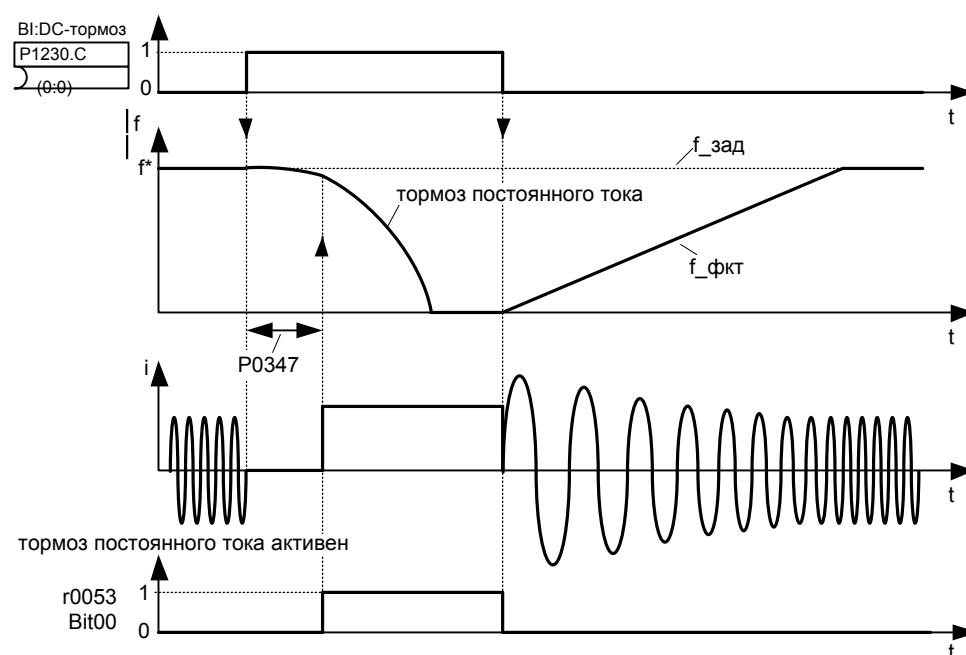 BI:DC-тормоз
P1230.C
(0:0)
1
0
t
|f|
f*
f_зад
тормоз постоянного тока
f_фкт
t
P0347
i
t
тормоз постоянного тока активен
r0053
Bit00
1
0
t